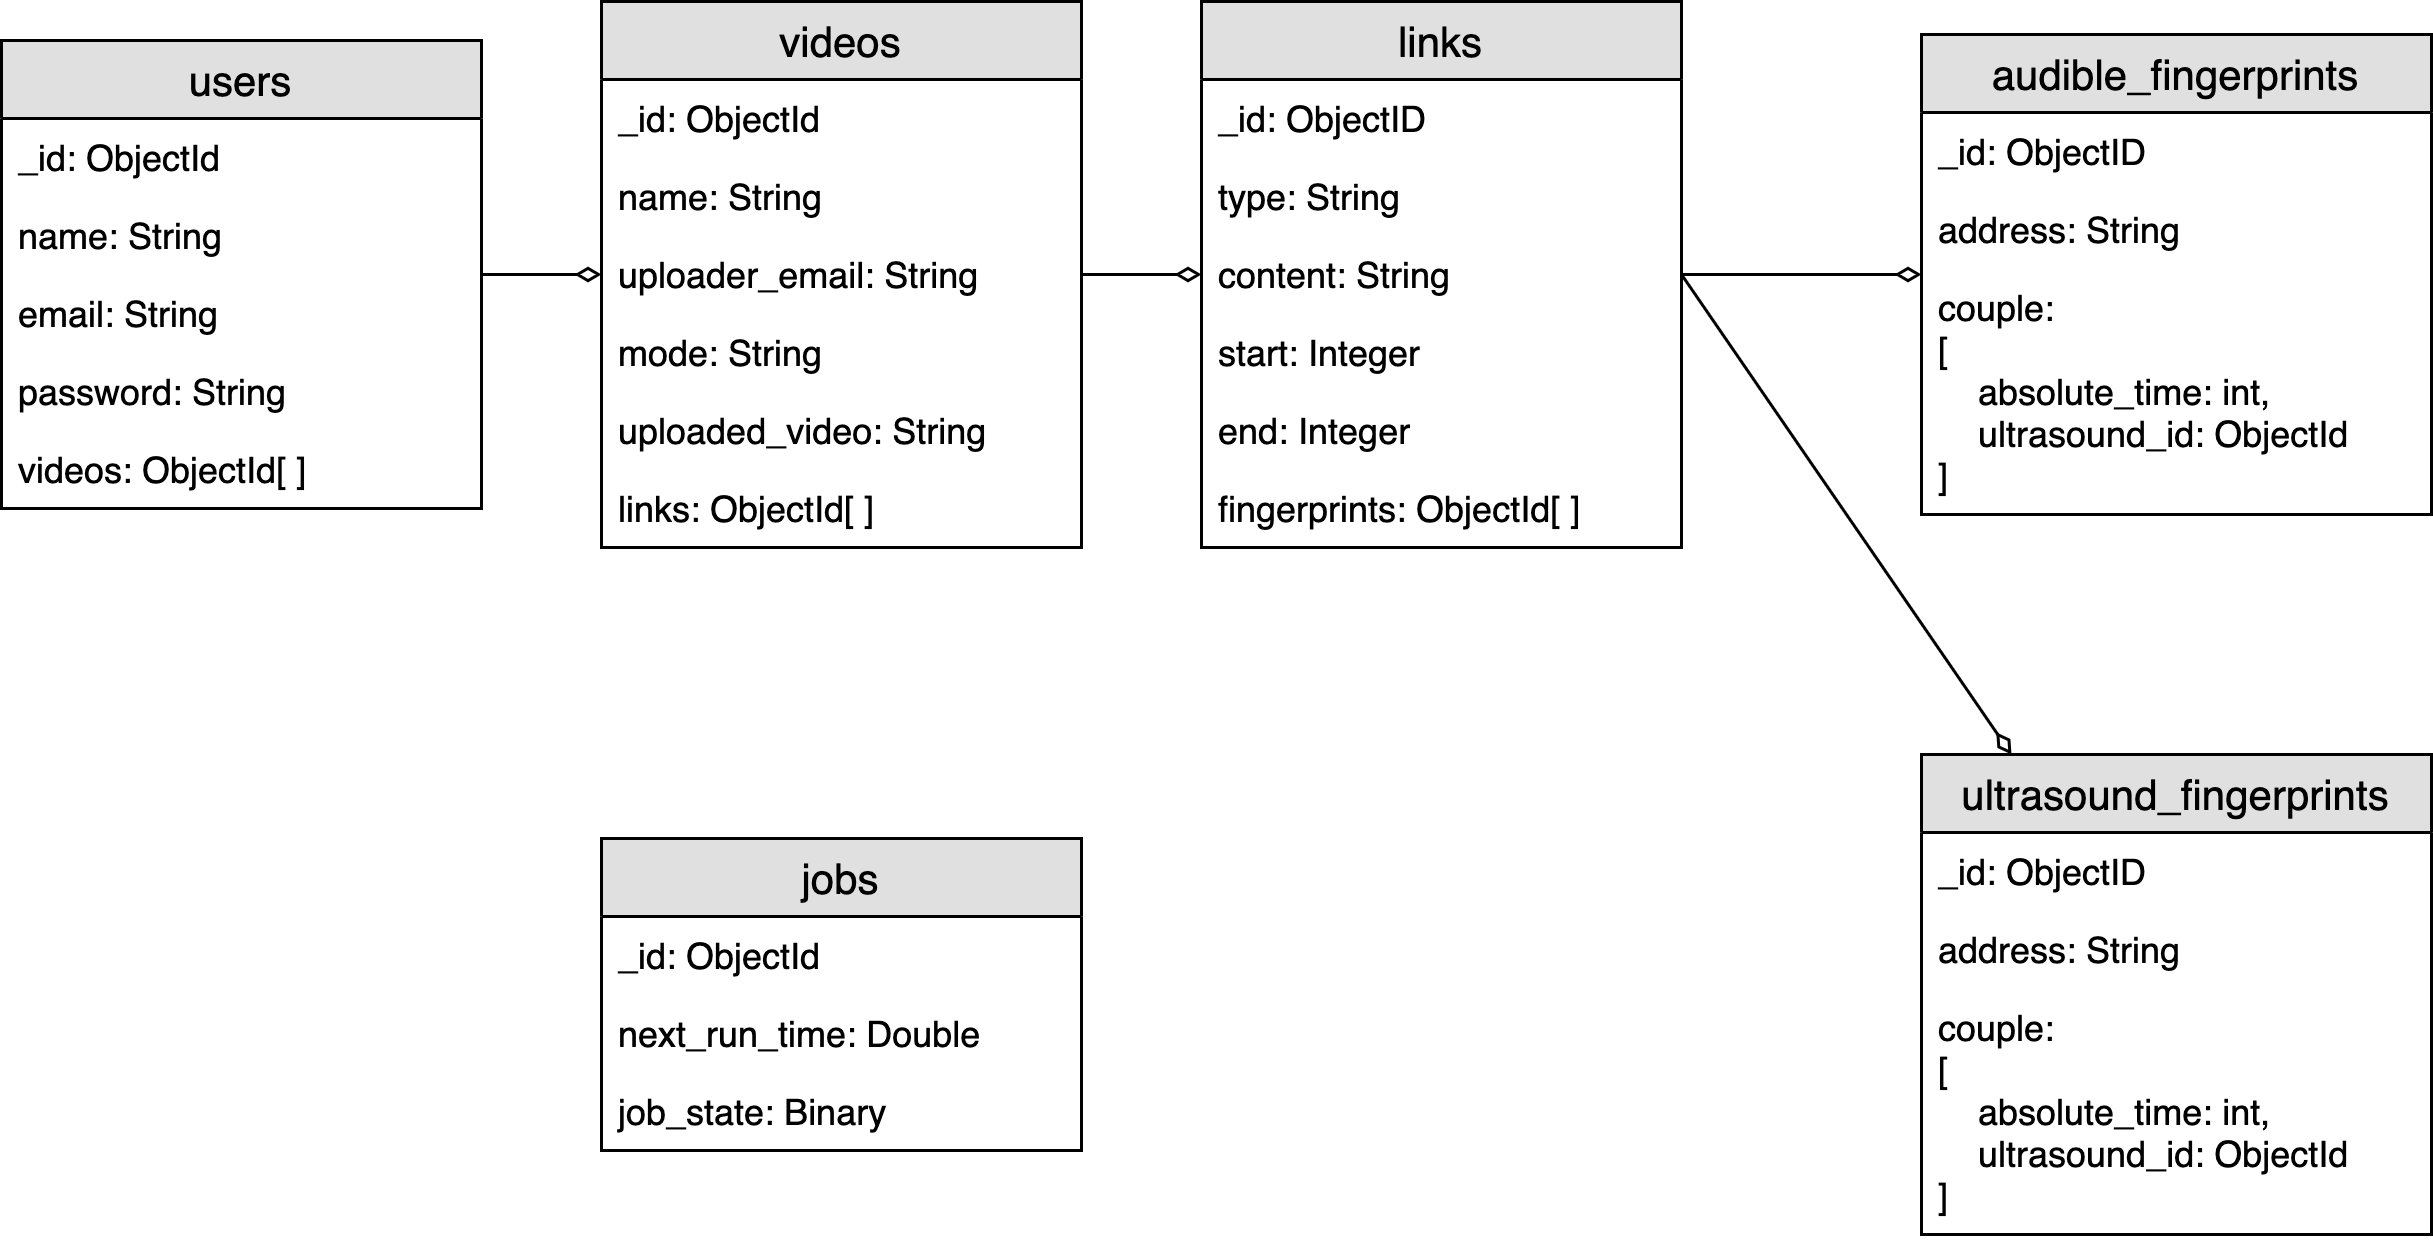 users
_id: ObjectId
name: String
email: String
password: String
videos: ObjectId[ ]
videos
_id: ObjectId
name: String
uploader_email: String
mode: String
uploaded_video: String
links: ObjectId[ ]
links
_id: ObjectID
type: String
content: String
start: Integer
end: Integer
fingerprints: ObjectId[ ]
audible_fingerprints
_id: ObjectID
address: String
couple:
[
absolute_time: int,
ultrasound_id: ObjectId
]
jobs
_id: ObjectId
next_run_time: Double
job_state: Binary
ultrasound_fingerprints
_id: ObjectID
address: String
couple:
[
absolute_time: int,
ultrasound_id: ObjectId
]